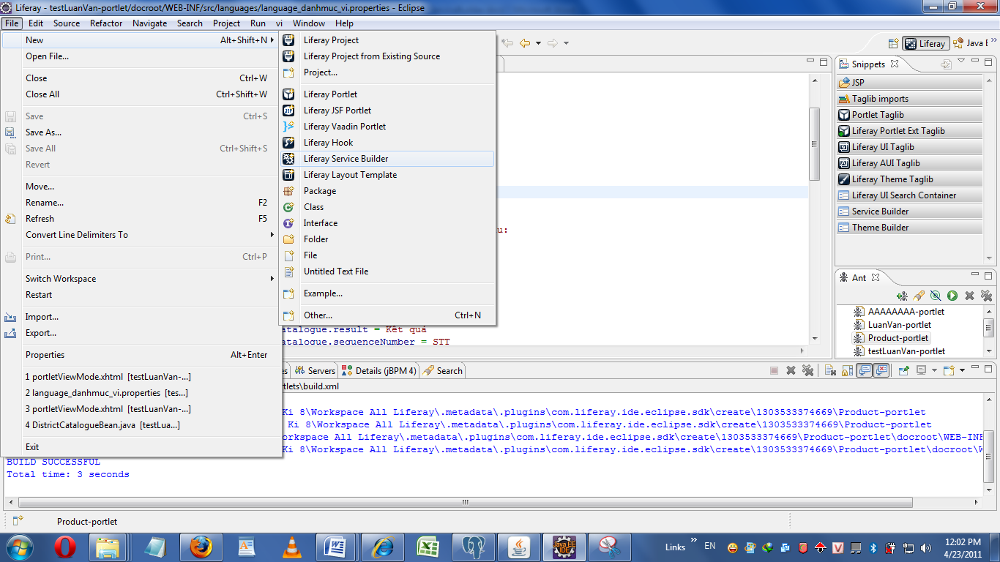 Liferay - testLuanVan-portlet/docroot/WEB-INF/src/languages/language_danhmuc_vi.properties - Eclipse
File Edit Source Refactor Navigate Search Project Run vi Window Help
New Alt+Shift+N
Open File...
Close Ctrl+W
Close All Ctrl+Shift+W
Save Ctrl+S
Save As...
Save All Ctrl+Shift+S
Revert
Move...
Rename... F2
Refresh F5
Convert Line Delimiters To
Print... Ctrl+P
Switch Workspace
Restart
Import...
Export...
Properties Alt+Enter
1 portletViewMode.xhtml [testLuanVan-...]
2 language_danhmuc_vi.properties [tes...]
3 portletViewMode.xhtml [testLuanVan-...]
4 DistrictCatalogueBean.java [testLua...]
Exit
Liferay Project
Liferay Project from Existing Source
Project...
Liferay Portlet
JSF Liferay JSF Portlet
Liferay Vaadin Portlet
Liferay Hook
Liferay Service Builder
Liferay Layout Template
Package
Class
Interface
Folder
File
Untitled Text File
Example...
Other... Ctrl+N
Liferay Java E
u:
atalogue.result = Kết quả
atalogue.sequenceNumber = STT
Snippets
JSP
Taglib imports
Portlet Taglib
Liferay Portlet Ext Taglib
Liferay UI Taglib
Liferay AUI Taglib
Liferay Theme Taglib
Liferay UI Search Container
Service Builder
Theme Builder
Ant
AAAAAAAA-portlet
LuanVan-portlet
Product-portlet
testLuanVan-portlet
es Servers Details (jBPM 4) Search
rtlets\build.xml
Ki 8\Workspace All Liferay\.metadata\.plugins\com.liferay.ide.eclipse.sdk\create\1303533374669\Product-portlet
Ki 8\Workspace All Liferay\.metadata\.plugins\com.liferay.ide.eclipse.sdk\create\1303533374669\Product-portlet
orkspace All Liferay\.metadata\.plugins\com.liferay.ide.eclipse.sdk\create\1303533374669\Product-portlet\docroot\WEB-INF
Ki 8\Workspace All Liferay\.metadata\.plugins\com.liferay.ide.eclipse.sdk\create\1303533374669\Product-portlet\docroot\W
BUILD SUCCESSFUL
Total time: 3 seconds
Product-portlet
Java EE
IDE
Links EN
12:02 PM
4/23/2011